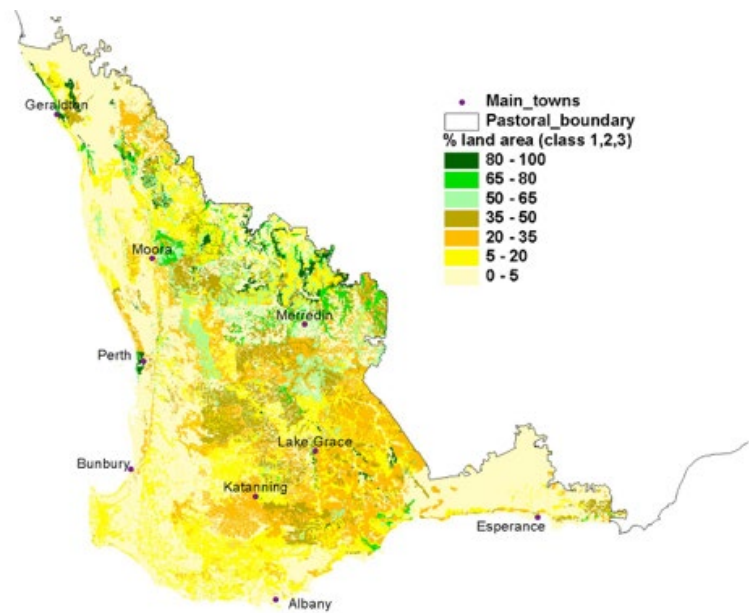 Geraldton
Main_towns
Pastoral_boundary
% land area (class 1,2,3)
80 - 100
65 - 80
50 - 65
35 - 50
20 - 35
5 - 20
0 - 5
Moora
Merredin
Perth
Lake Grace
Bunbury
Katanning
Esperance
Albany